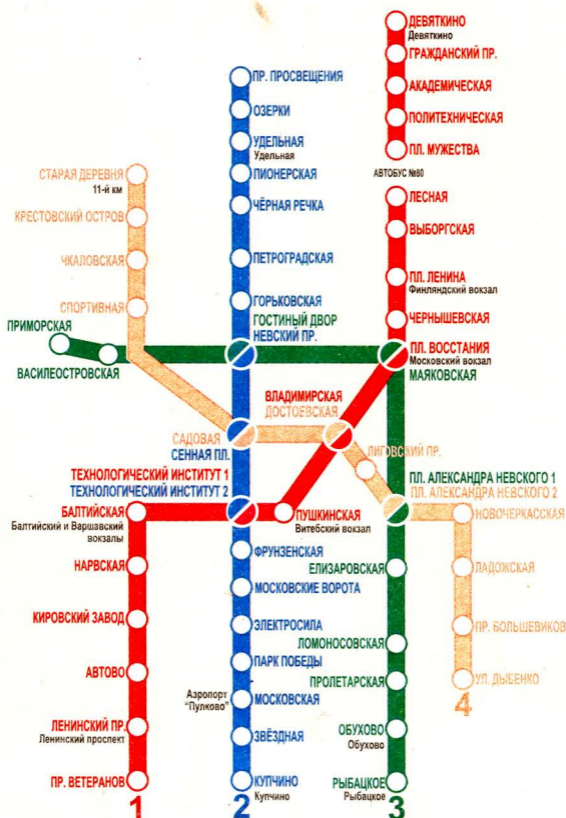 ДЕВЯТКИНО
Девяткино
ГРАЖДАНСКИЙ ПР.
АКАДЕМИЧЕСКАЯ
ПОЛИТЕХНИЧЕСКАЯ
ПЛ. МУЖЕСТВА
АВТОБУС №80
ЛЕСНАЯ
ВЫБОРГСКАЯ
ПЛ. ЛЕНИНА
Финляндский вокзал
ЧЕРНЫШЕВСКАЯ
ПЛ. ВОССТАНИЯ
Московский вокзал
МАЯКОВСКАЯ
ПР. ПРОСВЕЩЕНИЯ
ОЗЕРКИ
УДЕЛЬНАЯ
Удельная
ПИОНЕРСКАЯ
ЧЁРНАЯ РЕЧКА
ПЕТРОГРАДСКАЯ
ГОРЬКОВСКАЯ
ГОСТИНЫЙ ДВОР
НЕВСКИЙ ПР.
СТАРАЯ ДЕРЕВНЯ
11-й км
КРЕСТОВСКИЙ ОСТРОВ
ЧКАЛОВСКАЯ
СПОРТИВНАЯ
ПРИМОРСКАЯ
ВАСИЛЕОСТРОВСКАЯ
ВЛАДИМИРСКАЯ
ДОСТОЕВСКАЯ
САДОВАЯ
СЕННАЯ ПЛ.
ЛИГОВСКИЙ ПР.
ТЕХНОЛОГИЧЕСКИЙ ИНСТИТУТ 1
ТЕХНОЛОГИЧЕСКИЙ ИНСТИТУТ 2
ПЛ. АЛЕКСАНДРА НЕВСКОГО 1
ПЛ. АЛЕКСАНДРА НЕВСКОГО 2
БАЛТИЙСКАЯ
Балтийский и Варшавский
вокзалы
ПУШКИНСКАЯ
Витебский вокзал
НОВОЧЕРКАССКАЯ
НАРВСКАЯ
КИРОВСКИЙ ЗАВОД
АВТОВО
ЛЕНИНСКИЙ ПР.
Ленинский проспект
ПР. ВЕТЕРАНОВ
1
ФРУНЗЕНСКАЯ
МОСКОВСКИЕ ВОРОТА
ЭЛЕКТРОСИЛА
ПАРК ПОБЕДЫ
Аэропорт
"Пулково"
МОСКОВСКАЯ
ЗВЁЗДНАЯ
КУПЧИНО
Купчино
2
ЕЛИЗАРОВСКАЯ
ЛОМОНОСОВСКАЯ
ПРОЛЕТАРСКАЯ
ОБУХОВО
Обухово
РЫБАЦКОЕ
Рыбацкое
3
ЛАДОЖСКАЯ
ПР. БОЛЬШЕВИКОВ
УЛ. ДЫБЕНКО
4